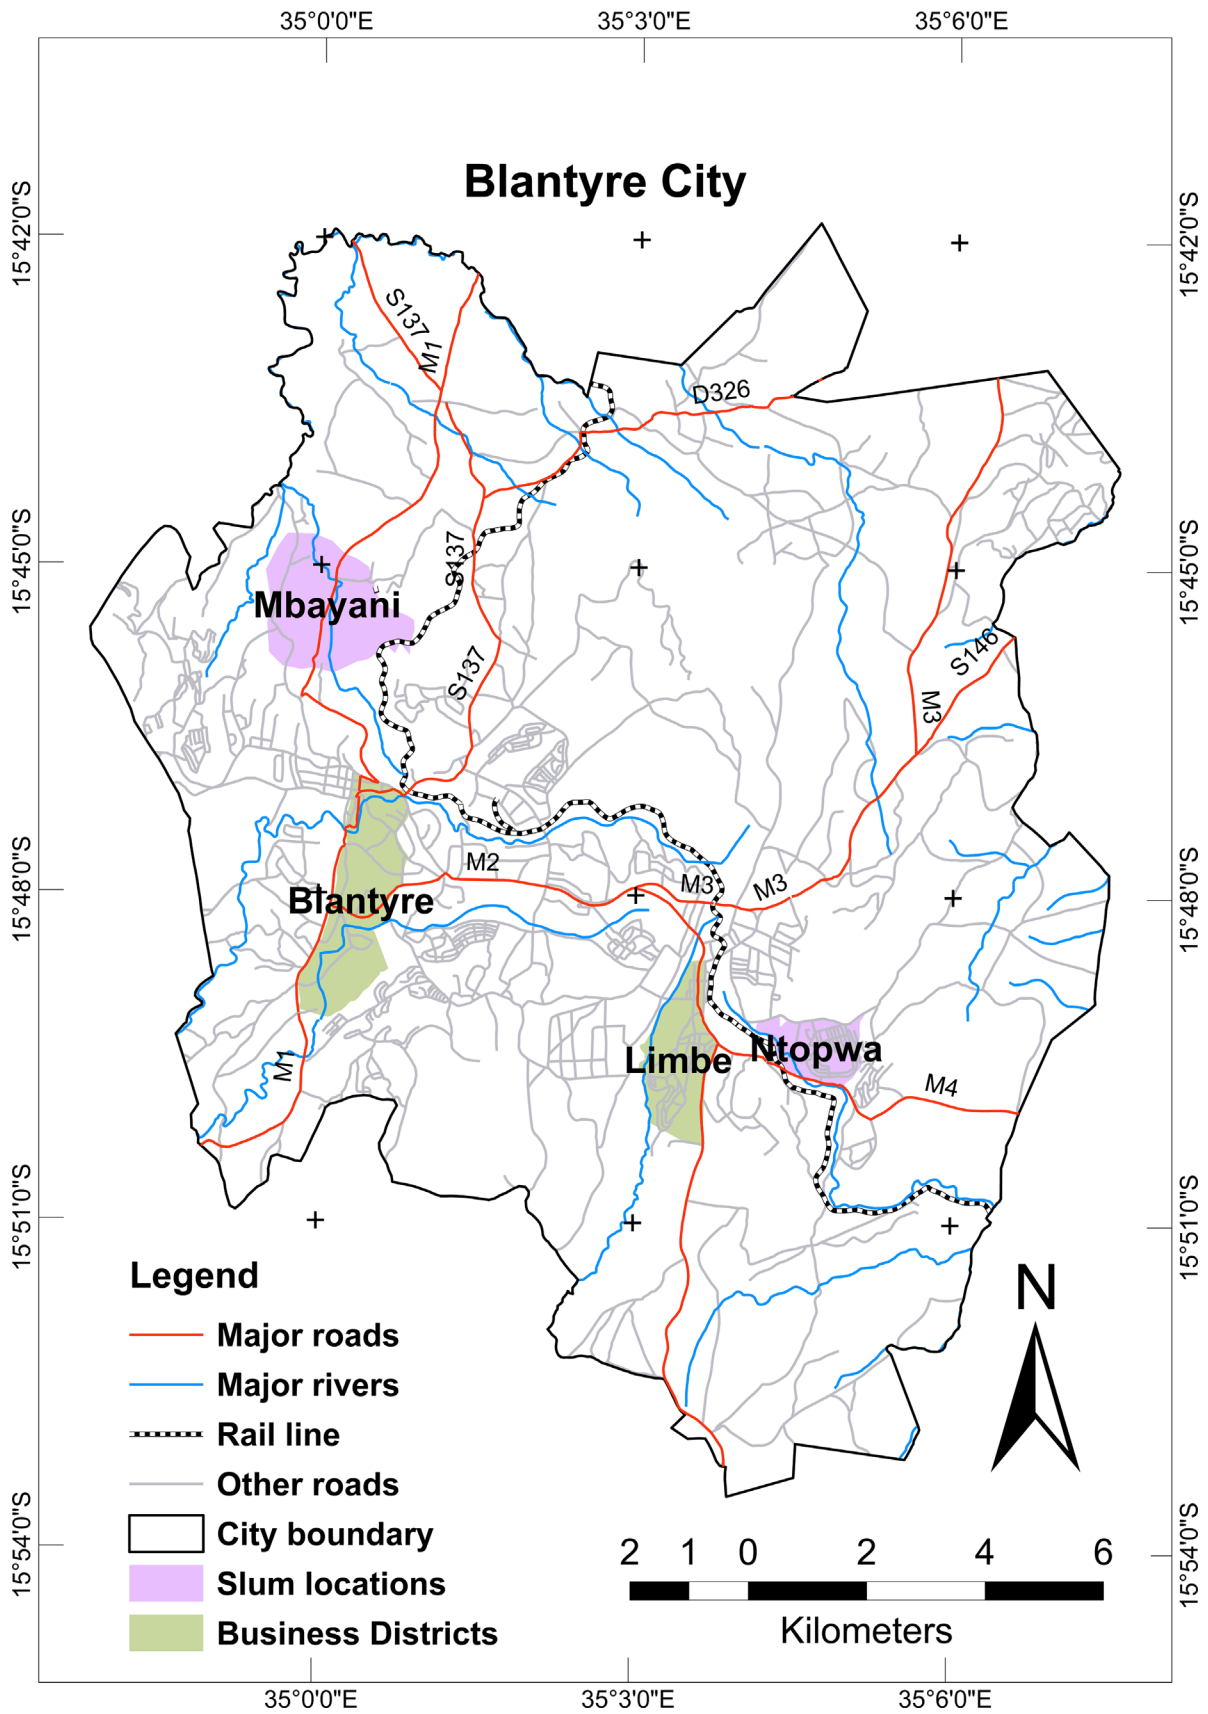 35°0'0"E
35°3'0"E
35°6'0"E
Blantyre City
15°42'0"S
15°42'0"S
S137
M1
D326
15°45'0"S
15°45'0"S
S137
Mbayani
S146
S137
M3
15°48'0"S
15°48'0"S
M2
M3
M3
Blantyre
Limbe
Ntopwa
M1
M4
15°51'0"S
15°51'0"S
N
Legend
Major roads
Major rivers
Rail line
Other roads
City boundary
Slum locations
Business Districts
2 1 0 2 4 6
Kilometers
15°54'0"S
15°54'0"S
35°0'0"E
35°3'0"E
35°6'0"E